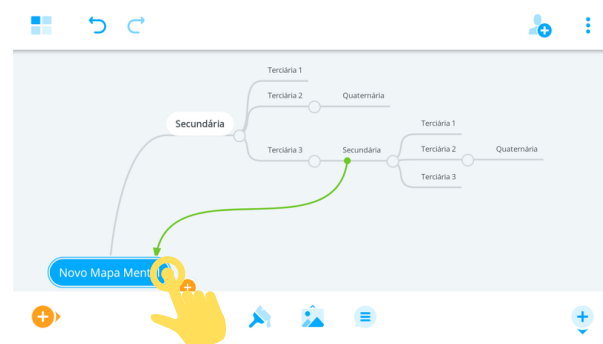 Terciária 1
Terciária 2
Quaternária
Secundária
Terciária 1
Terciária 3
Secundária
Terciária 2
Quaternária
Terciária 3
Novo Mapa Ment